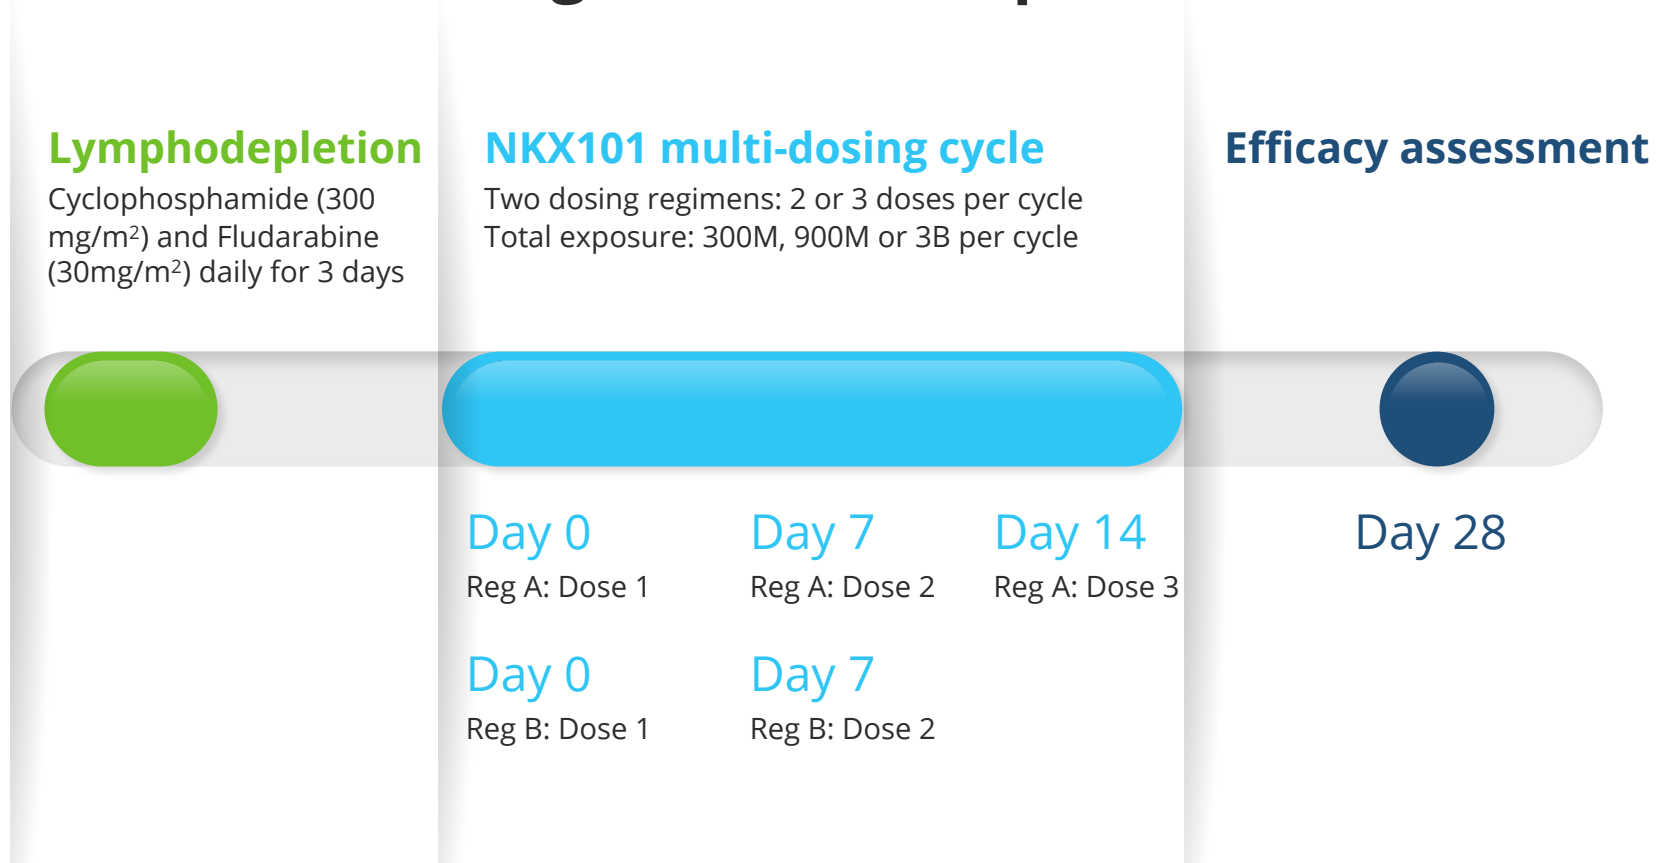 Lymphodepletion
Cyclophosphamide (300
mg/m²) and Fludarabine
(30mg/m²) daily for 3 days
NKX101 multi-dosing cycle
Two dosing regimens: 2 or 3 doses per cycle
Total exposure: 300M, 900M or 3B per cycle
Efficacy assessment
Day 0
Reg A: Dose 1
Day 7
Reg A: Dose 2
Day 14
Reg A: Dose 3
Day 28
Day 0
Reg B: Dose 1
Day 7
Reg B: Dose 2